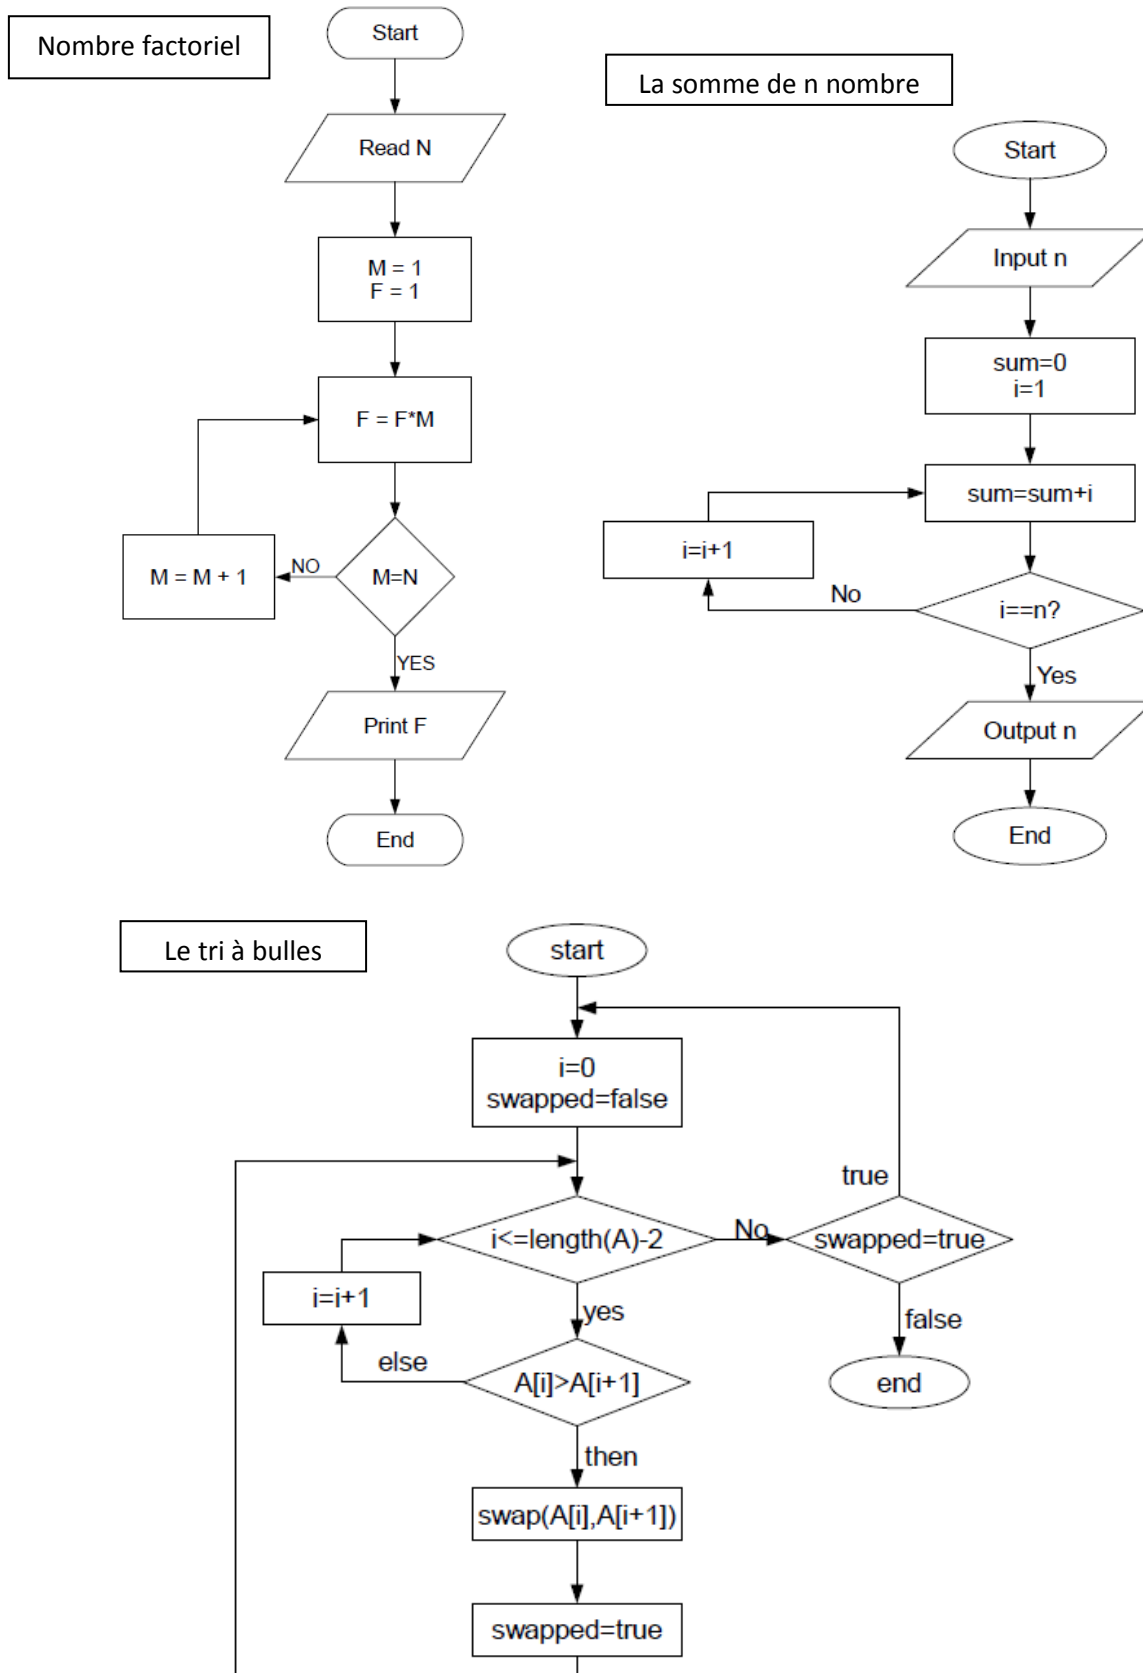 Nombre factoriel
Start
Read N
M = 1
F = 1
F = F*M
M = M + 1
NO
M=N
YES
Print F
End
La somme de n nombre
Start
Input n
sum=0
i=1
sum=sum+i
i=i+1
No
i==n?
Yes
Output n
End
Le tri à bulles
start
i=0
swapped=false
true
i<=length(A)-2
No
swapped=true
i=i+1
yes
false
else
A[i]>A[i+1]
end
then
swap(A[i],A[i+1])
swapped=true